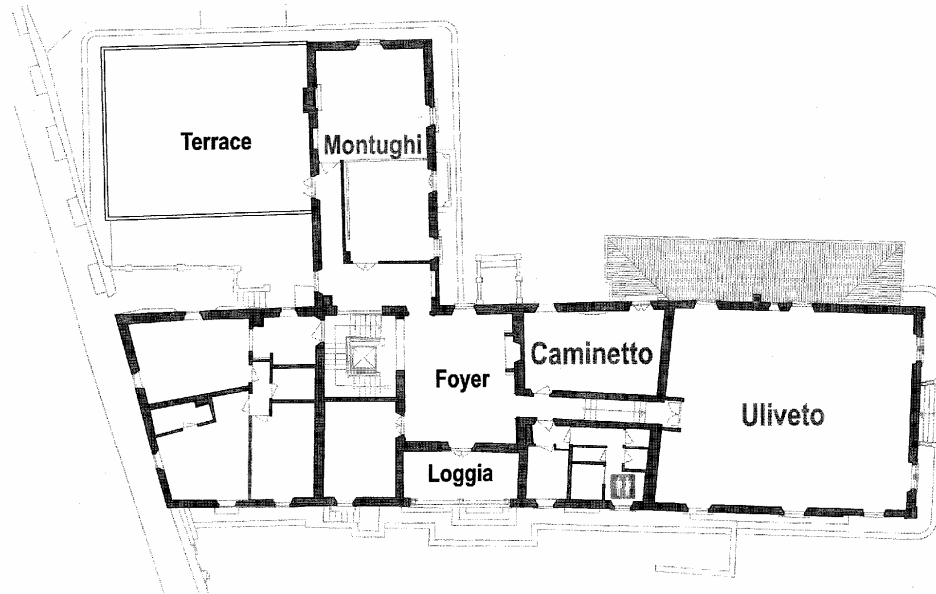 Terrace
Montughi
Caminetto
Foyer
Uliveto
Loggia